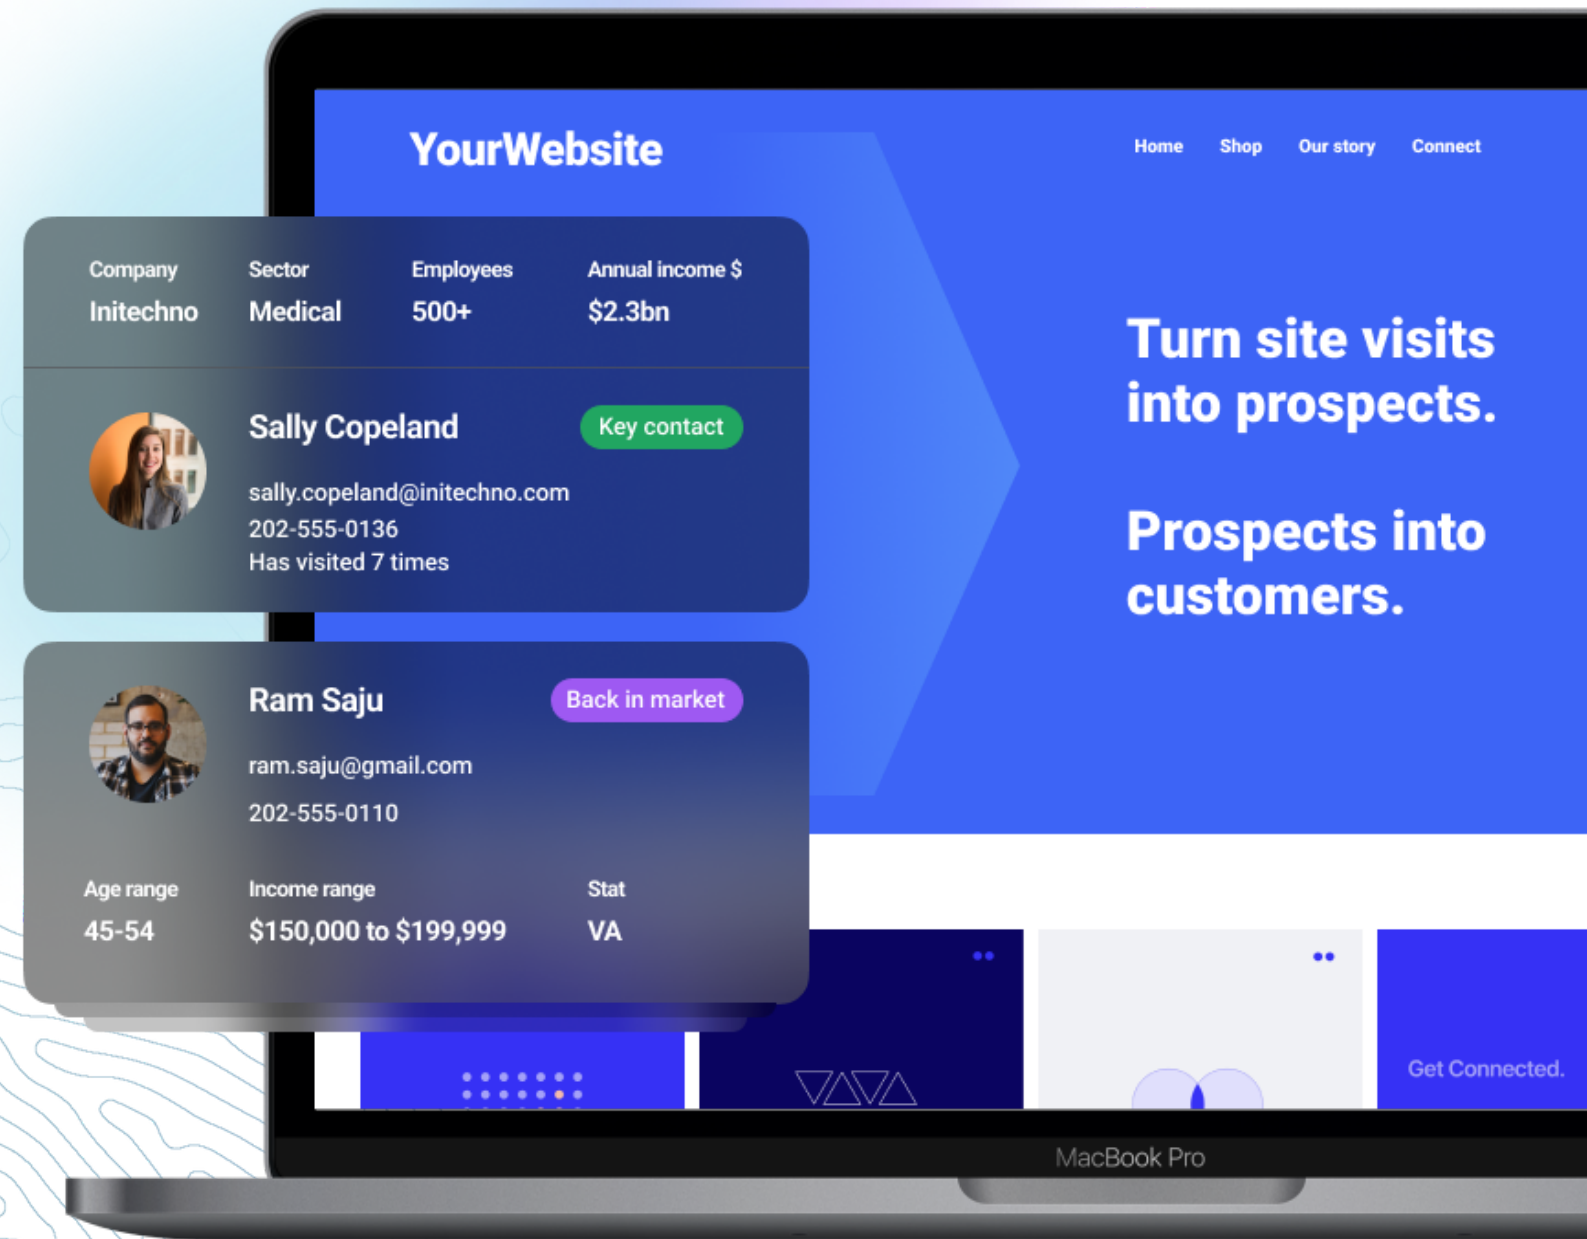 YourWebsite
Home Shop Our story Connect
Company Sector Employees Annual income $
Initechno Medical 500+ $2.3bn
Sally Copeland Key contact
sally.copeland@initechno.com
202-555-0136
Has visited 7 times
Turn site visits
into prospects.
Prospects into
customers.
Ram Saju Back in market
ram.saju@gmail.com
202-555-0110
Age range Income range Stat
45-54 $150,000 to $199,999 VA
Get Connected.
MacBook Pro